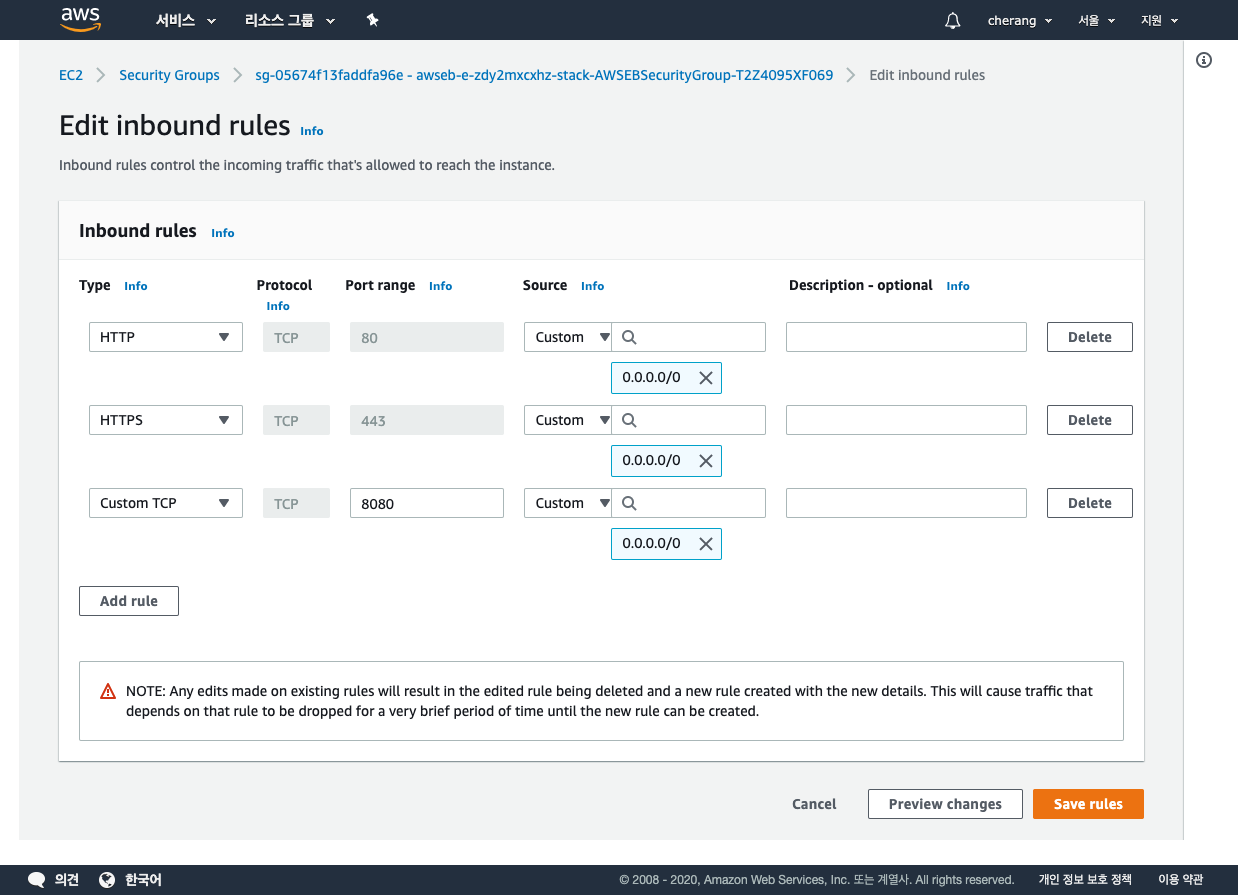 aws 서비스 리소스 그룹 cherang 서울 지원
EC2 Security Groups sg-05674f13faddfa96e - awseb-e-zdy2mxcxhz-stack-AWSEBSecurityGroup-T2Z4095XF069 Edit inbound rules
Edit inbound rules Info
Inbound rules control the incoming traffic that's allowed to reach the instance.
Inbound rules Info
Type Info Protocol Port range Info Source Info Description - optional Info
Info
HTTP TCP 80 Custom Delete
0.0.0.0/0
HTTPS TCP 443 Custom Delete
0.0.0.0/0
Custom TCP TCP 8080 Custom Delete
0.0.0.0/0
Add rule
NOTE: Any edits made on existing rules will result in the edited rule being deleted and a new rule created with the new details. This will cause traffic that
depends on that rule to be dropped for a very brief period of time until the new rule can be created.
Cancel Preview changes Save rules
의견 한국어 © 2008 - 2020, Amazon Web Services, Inc. 또는 계열사. All rights reserved. 개인 정보 보호 정책 이용 약관